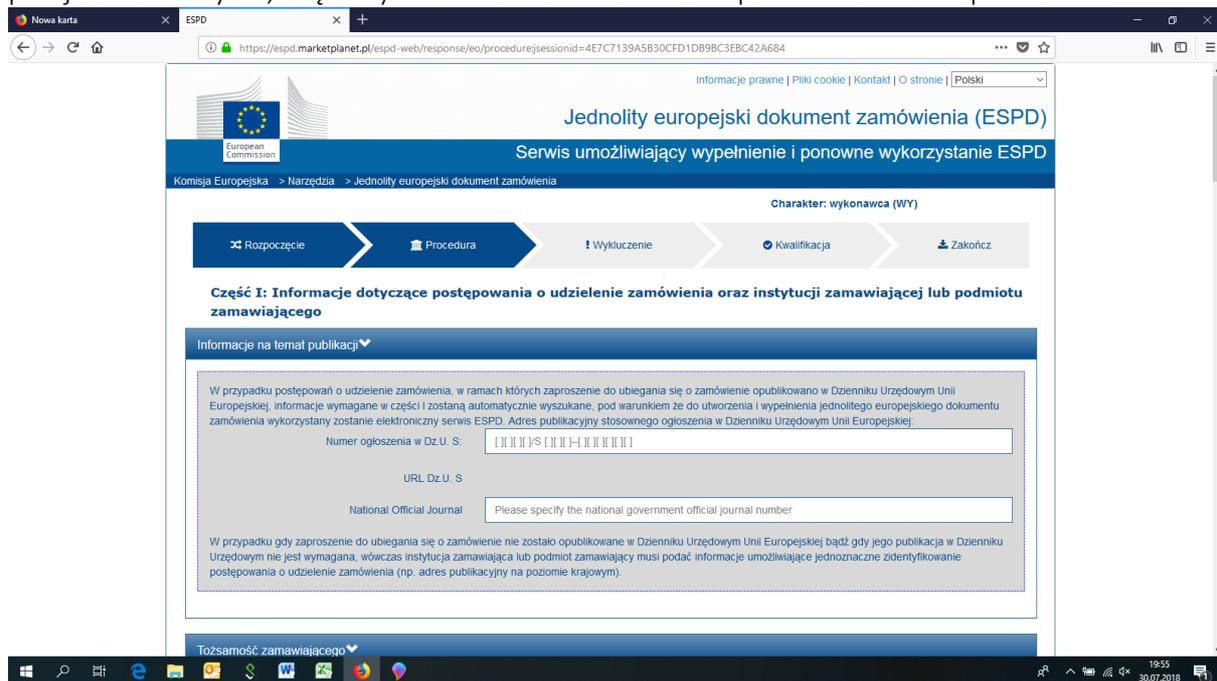 Nowa karta
ESPD
https://espd.marketplanet.pl/espd-web/response/eo/procedure;jsessionid=4E7C7139A5B30CFD1DB9BC3EBC42A684
Informacje prawne | Pliki cookie | Kontakt | O stronie | Polski
Jednolity europejski dokument zamówienia (ESPD)
European
Commission
Serwis umożliwiający wypełnienie i ponowne wykorzystanie ESPD
Komisja Europejska > Narzędzia > Jednolity europejski dokument zamówienia
Charakter: wykonawca (WY)
Rozpoczęcie
Procedura
Wykluczenie
Kwalifikacja
Zakończ
Część I: Informacje dotyczące postępowania o udzielenie zamówienia oraz instytucji zamawiającej lub podmiotu
zamawiającego
Informacje na temat publikacji
W przypadku postępowań o udzielenie zamówienia, w ramach których zaproszenie do ubiegania się o zamówienie opublikowano w Dzienniku Urzędowym Unii
Europejskiej, informacje wymagane w części I zostaną automatycznie wyszukane, pod warunkiem że do utworzenia i wypełnienia jednolitego europejskiego dokumentu
zamówienia wykorzystany zostanie elektroniczny serwis ESPD. Adres publikacyjny stosownego ogłoszenia w Dzienniku Urzędowym Unii Europejskiej:
Numer ogłoszenia w Dz.U. S:
[ ][ ][ ][ ]/S [ ][ ][ ]–[ ][ ][ ][ ][ ][ ][ ]
URL Dz.U. S
National Official Journal
Please specify the national government official journal number
W przypadku gdy zaproszenie do ubiegania się o zamówienie nie zostało opublikowane w Dzienniku Urzędowym Unii Europejskiej bądź gdy jego publikacja w Dzienniku
Urzędowym nie jest wymagana, wówczas instytucja zamawiająca lub podmiot zamawiający musi podać informacje umożliwiające jednoznaczne zidentyfikowanie
postępowania o udzielenie zamówienia (np. adres publikacyjny na poziomie krajowym).
Tożsamość zamawiającego
19:55
30.07.2018